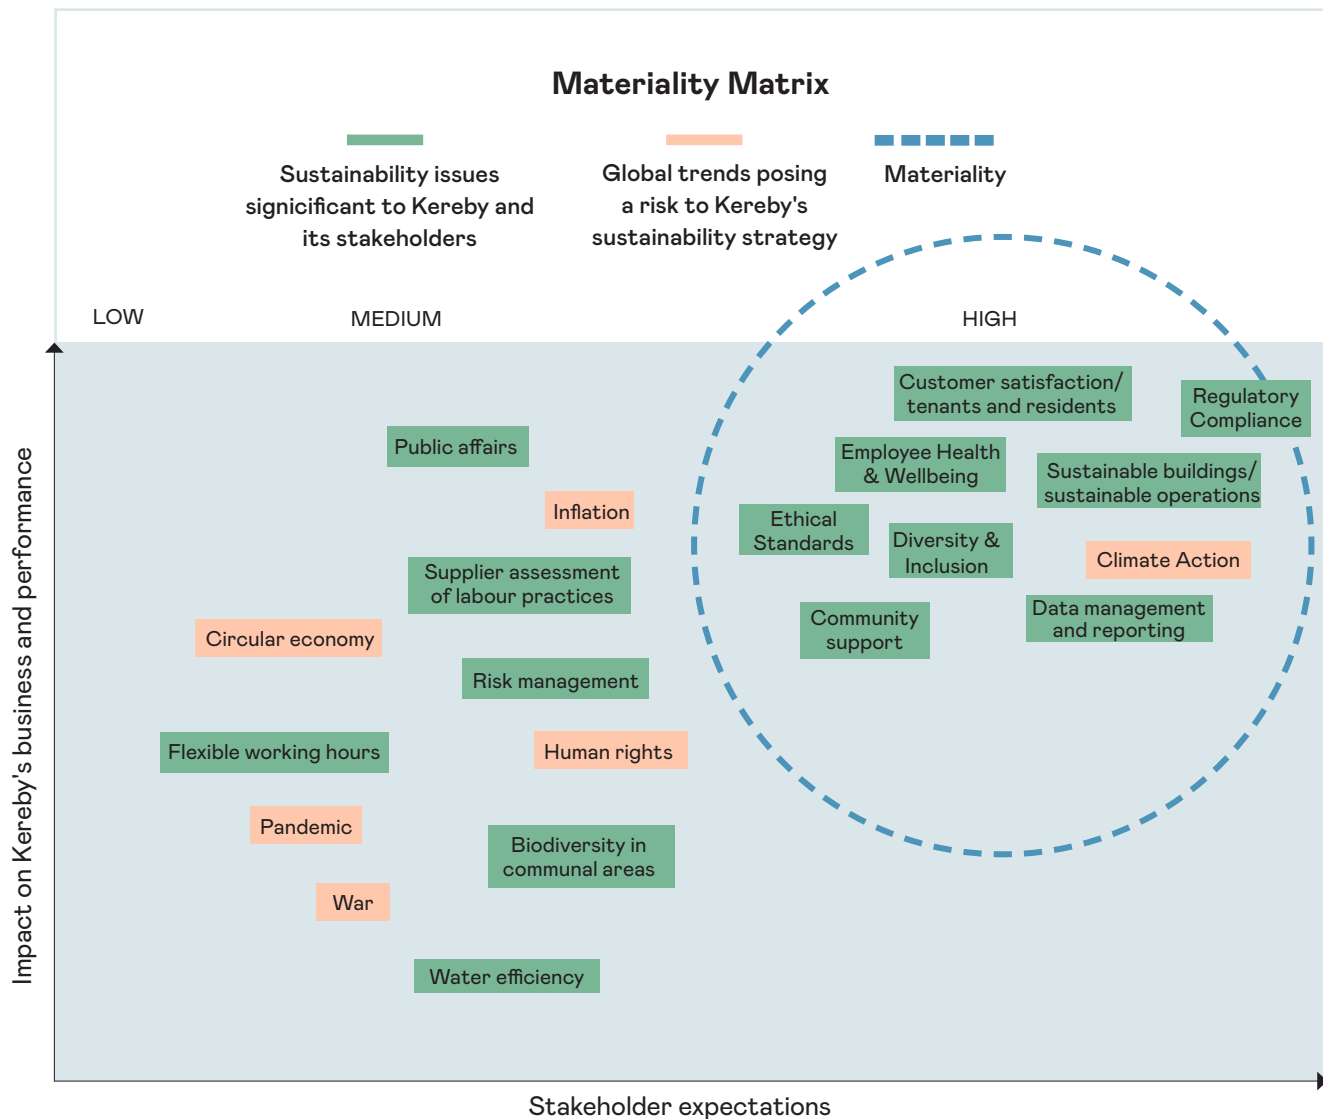 Materiality Matrix
Sustainability issues
signicificant to Kereby and
its stakeholders
Global trends posing
a risk to Kereby's
sustainability strategy
Materiality
LOW
MEDIUM
HIGH
Customer satisfaction/
tenants and residents
Regulatory
Compliance
Public affairs
Employee Health
& Wellbeing
Sustainable buildings/
sustainable operations
Inflation
Ethical
Standards
Diversity &
Inclusion
Climate Action
Supplier assessment
of labour practices
Community
support
Data management
and reporting
Circular economy
Risk management
Flexible working hours
Human rights
Pandemic
Biodiversity in
communal areas
War
Water efficiency
Impact on Kereby's business and performance
Stakeholder expectations